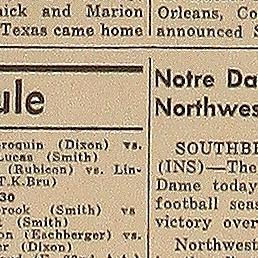 uick and Marion
Texas came home
ule
roquin (Dixon) vs.
Lucas (Smith)
(Rubicon) vs. Lin-
T.K.Bru)
30
rook (Smith) vs
(Smith)
on (Eschberger) vs.
er (Dixon)
Orleans, Co
announced S
Notre Da
Northwes
SOUTHBE
(INS)—The
Dame today
football seas
victory over
Northwest